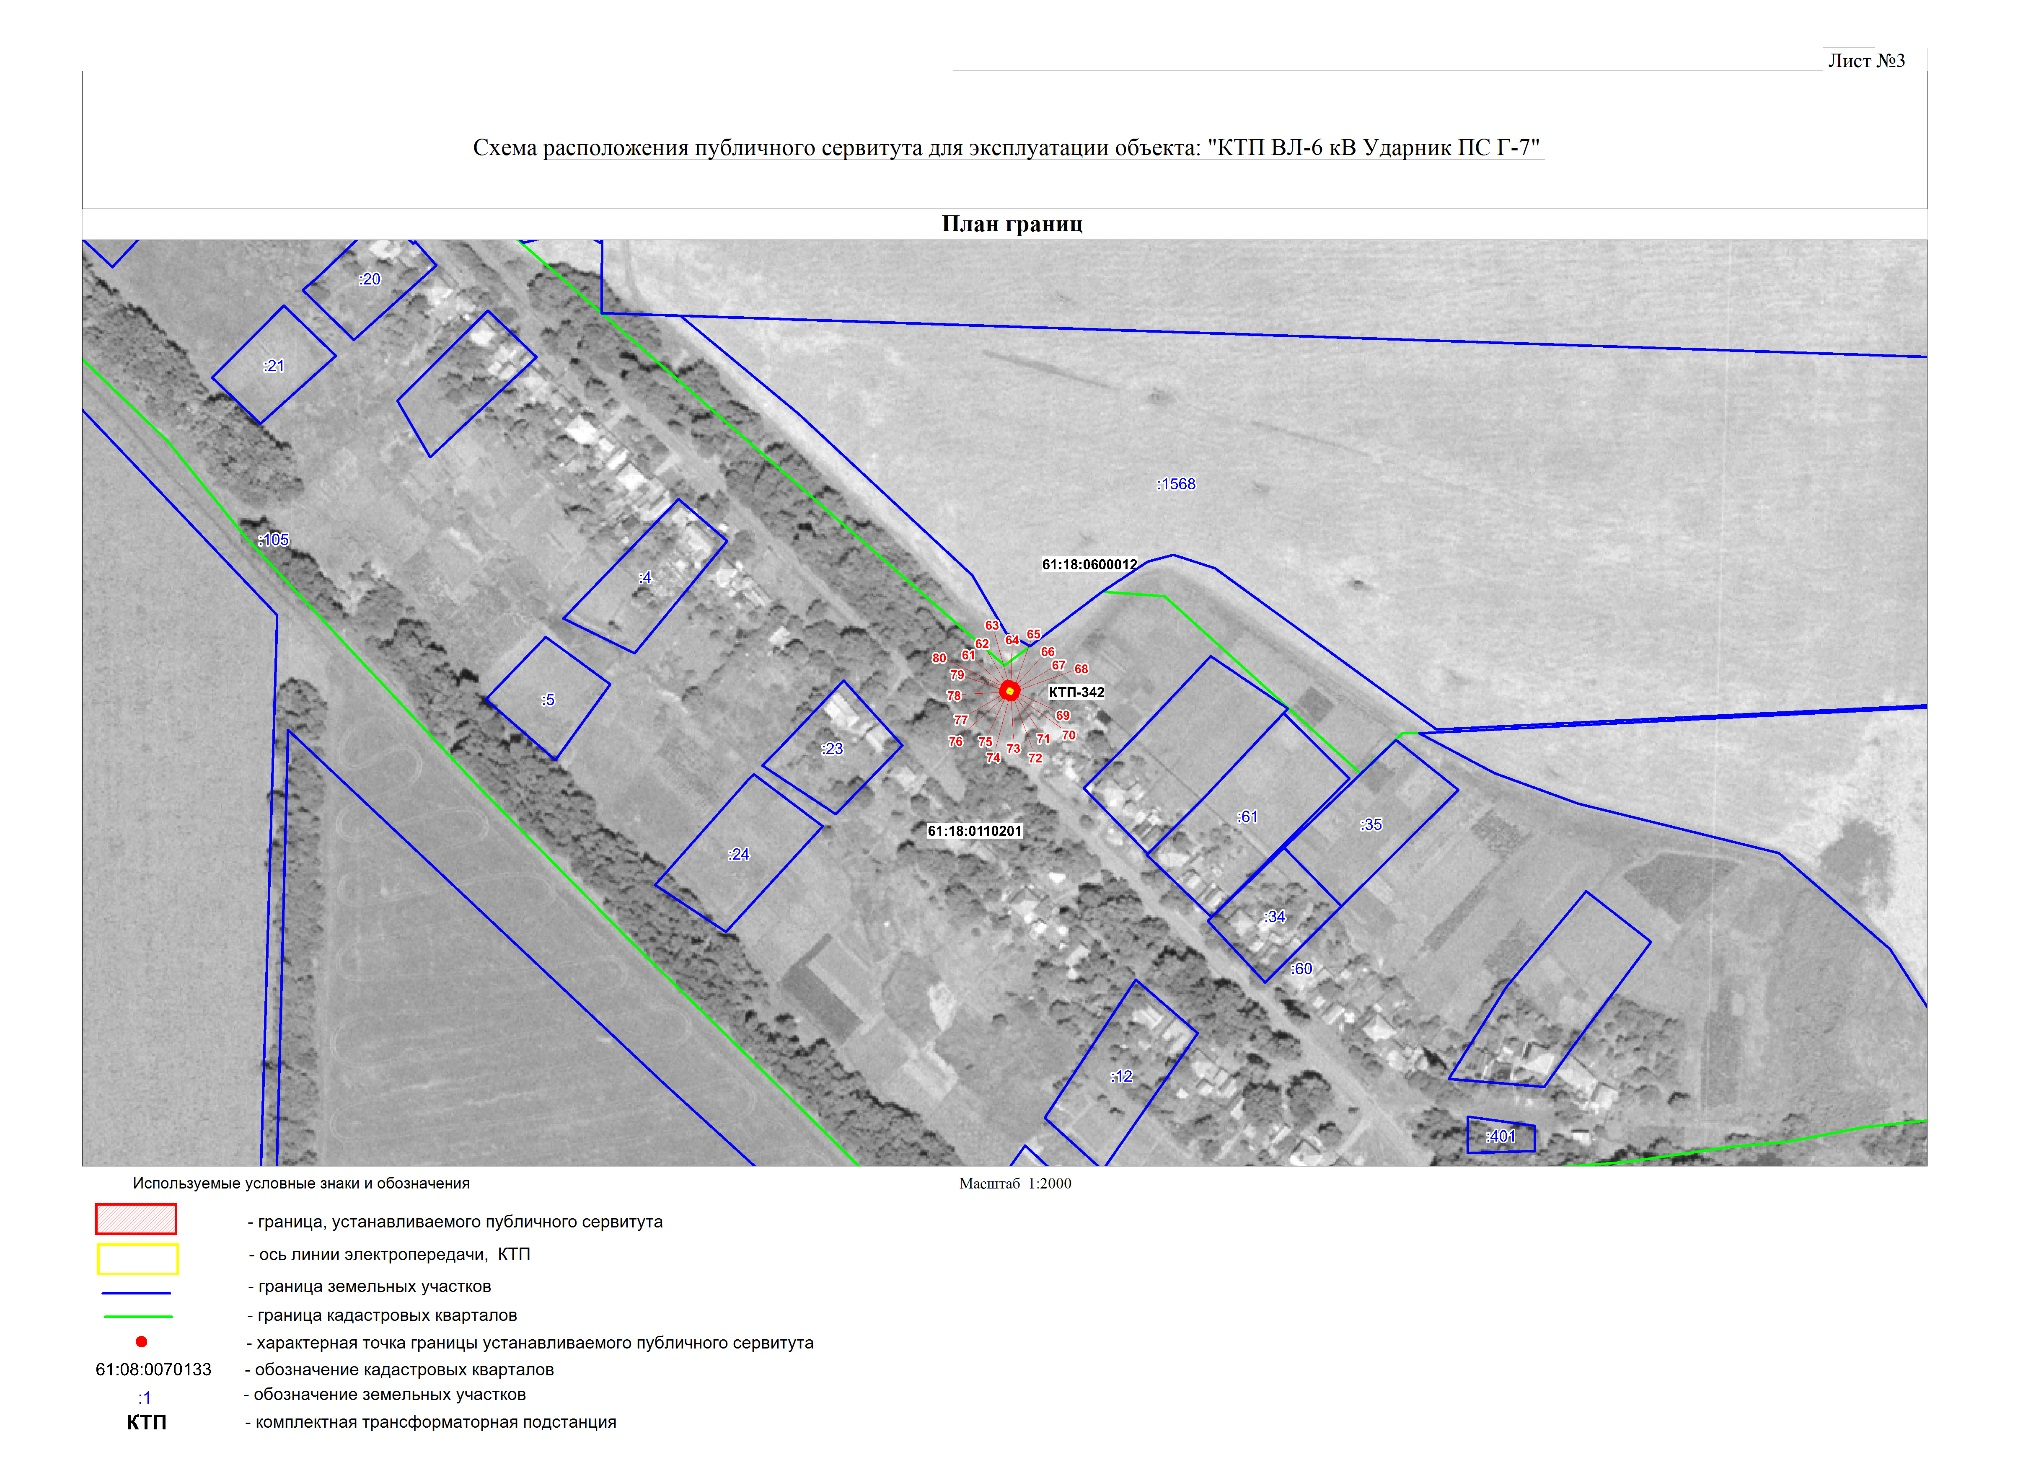 Лист №3
Схема расположения публичного сервитута для эксплуатации объекта: "КТП ВЛ-6 кВ Ударник ПС Г-7"
План границ
:20
:21
:1568
:105
61:18:0600012
:4
63
65
64
62
66
61
80
67
68
79
КТП-342
78
:5
69
77
70
71
76
75
73
:23
74
72
:61
:35
61:18:0110201
:24
:34
:60
:12
:401
Используемые условные знаки и обозначения
Масштаб 1:2000
- граница, устанавливаемого публичного сервитута
- ось линии электропередачи, КТП
- граница земельных участков
- граница кадастровых кварталов
- характерная точка границы устанавливаемого публичного сервитута
61:08:0070133 - обозначение кадастровых кварталов
:1 - обозначение земельных участков
КТП - комплектная трансформаторная подстанция